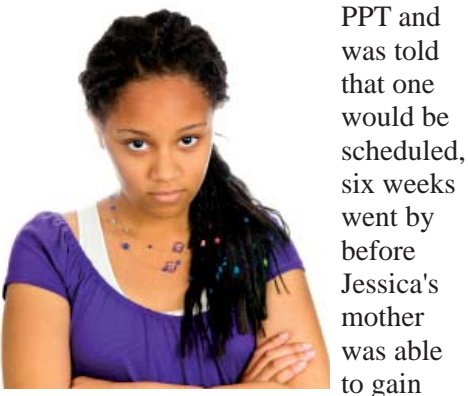 PPT and
was told
that one
would be
scheduled,
six weeks
went by
before
Jessica's
mother
was able
to gain